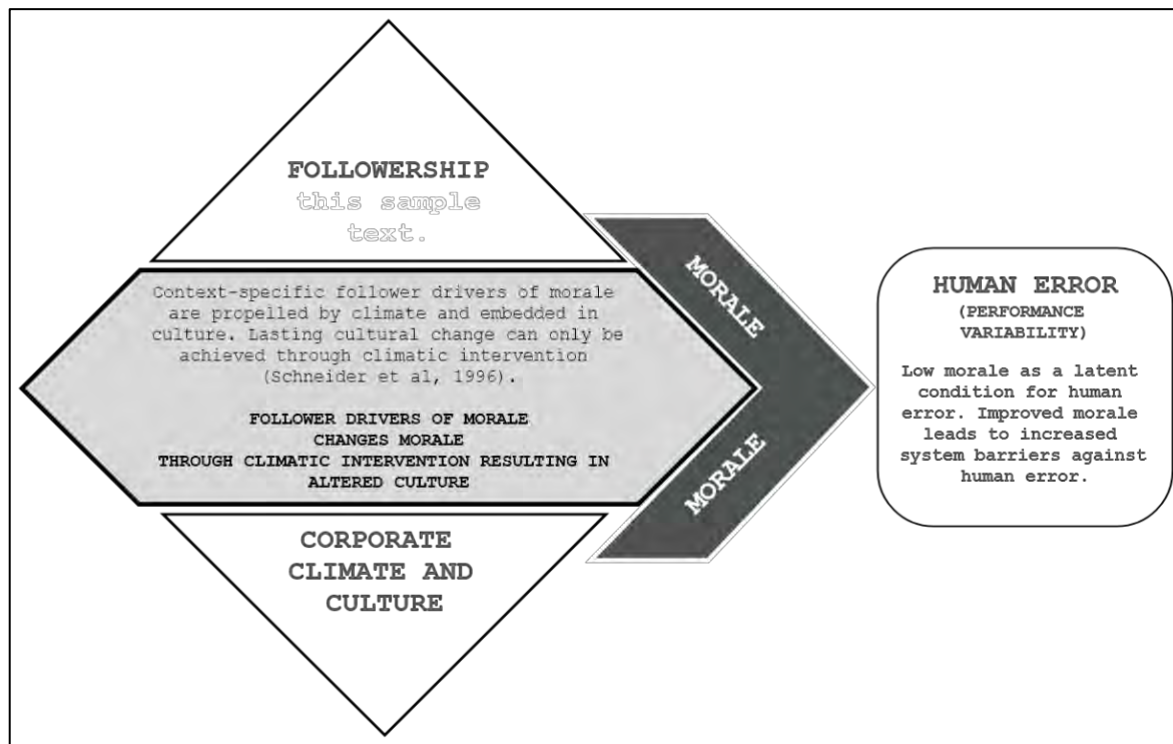 FOLLOWERSHIP
this sample
text.
Context-specific follower drivers of morale
are propelled by climate and embedded in
culture. Lasting cultural change can only be
achieved through climatic intervention
(Schneider et al, 1996).
FOLLOWER DRIVERS OF MORALE
CHANGES MORALE
THROUGH CLIMATIC INTERVENTION RESULTING IN
ALTERED CULTURE
CORPORATE
CLIMATE AND
CULTURE
MORALE
MORALE
HUMAN ERROR
(PERFORMANCE
VARIABILITY)
Low morale as a latent
condition for human
error. Improved morale
leads to increased
system barriers against
human error.